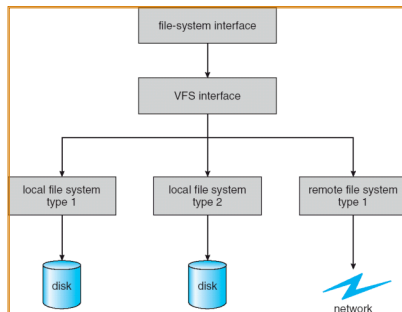 file-system interface
VFS interface
local file system
type 1
local file system
type 2
remote file system
type 1
disk
disk
network